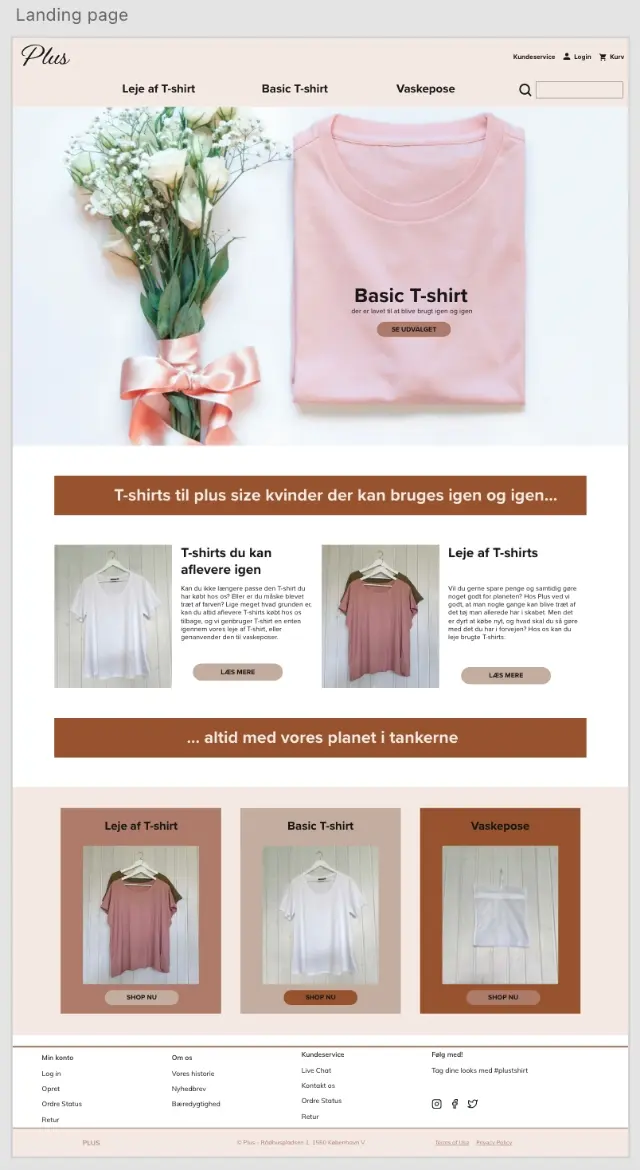 Landing page
Plus
Kundeservice Login Kurv
Leje af T-shirt Basic T-shirt Vaskepose
Basic T-shirt
der er lavet til at blive brugt igen og igen
SE UDVALGET
T-shirts til plus size kvinder der kan bruges igen og igen...
T-shirts du kan
aflevere igen
Kan du ikke længere passe den T-shirt du
har købt hos os? Eller er du måske blevet
træt af farven? Lige meget hvad grunden er,
kan du altid aflevere T-shirts købt hos os
tilbage, og vi genbruger T-shirt en enten
igennem vores leje af T-shirt, eller
genanvender den til vaskeposer.
LÆS MERE
Leje af T-shirts
Vil du gerne spare penge og samtidig gøre
noget godt for planeten? Hos Plus ved vi
godt, at man nogle gange kan blive træt af
det tøj man allerede har i skabet. Men det
er dyrt at købe nyt, og hvad skal du så gøre
med det du har i forvejen? Hos os kan du
leje brugte T-shirts.
LÆS MERE
... altid med vores planet i tankerne
Leje af T-shirt
SHOP NU
Basic T-shirt
SHOP NU
Vaskepose
SHOP NU
Min konto
Log in
Opret
Ordre Status
Retur
Om os
Vores historie
Nyhedbrev
Bæredygtighed
Kundeservice
Live Chat
Kontakt os
Ordre Status
Retur
Følg med!
Tag dine looks med #plustshirt
PLUS
© Plus - Rådhuspladsen 1, 1550 København V
Terms of Use Privacy Policy